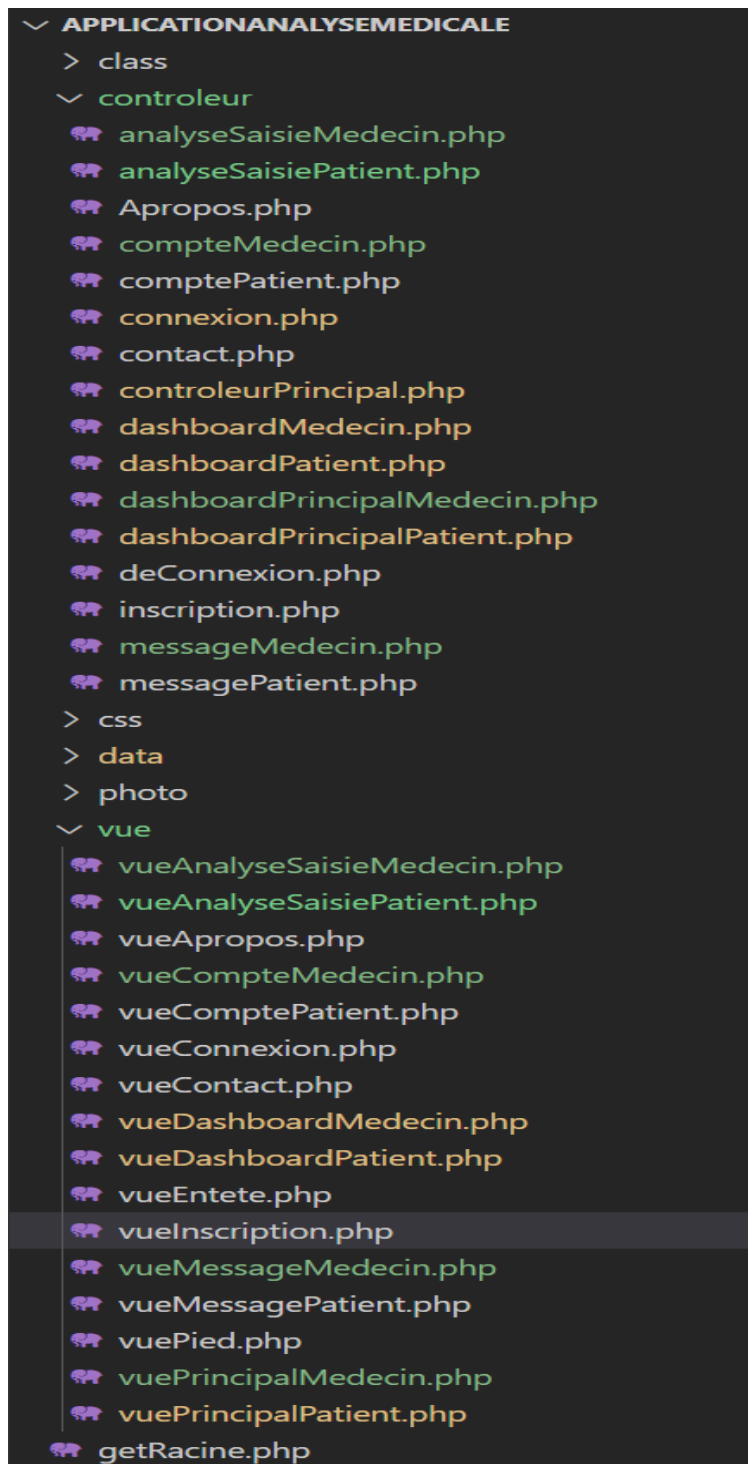 APPLICATIONANALYSEMEDICALE
class
controleur
analyseSaisieMedecin.php
analyseSaisiePatient.php
Apropos.php
compteMedecin.php
comptePatient.php
connexion.php
contact.php
controleurPrincipal.php
dashboardMedecin.php
dashboardPatient.php
dashboardPrincipalMedecin.php
dashboardPrincipalPatient.php
deConnexion.php
inscription.php
messageMedecin.php
messagePatient.php
css
data
photo
vue
vueAnalyseSaisieMedecin.php
vueAnalyseSaisiePatient.php
vueApropos.php
vueCompteMedecin.php
vueComptePatient.php
vueConnexion.php
vueContact.php
vueDashboardMedecin.php
vueDashboardPatient.php
vueEntete.php
vueInscription.php
vueMessageMedecin.php
vueMessagePatient.php
vuePied.php
vuePrincipalMedecin.php
vuePrincipalPatient.php
getRacine.php